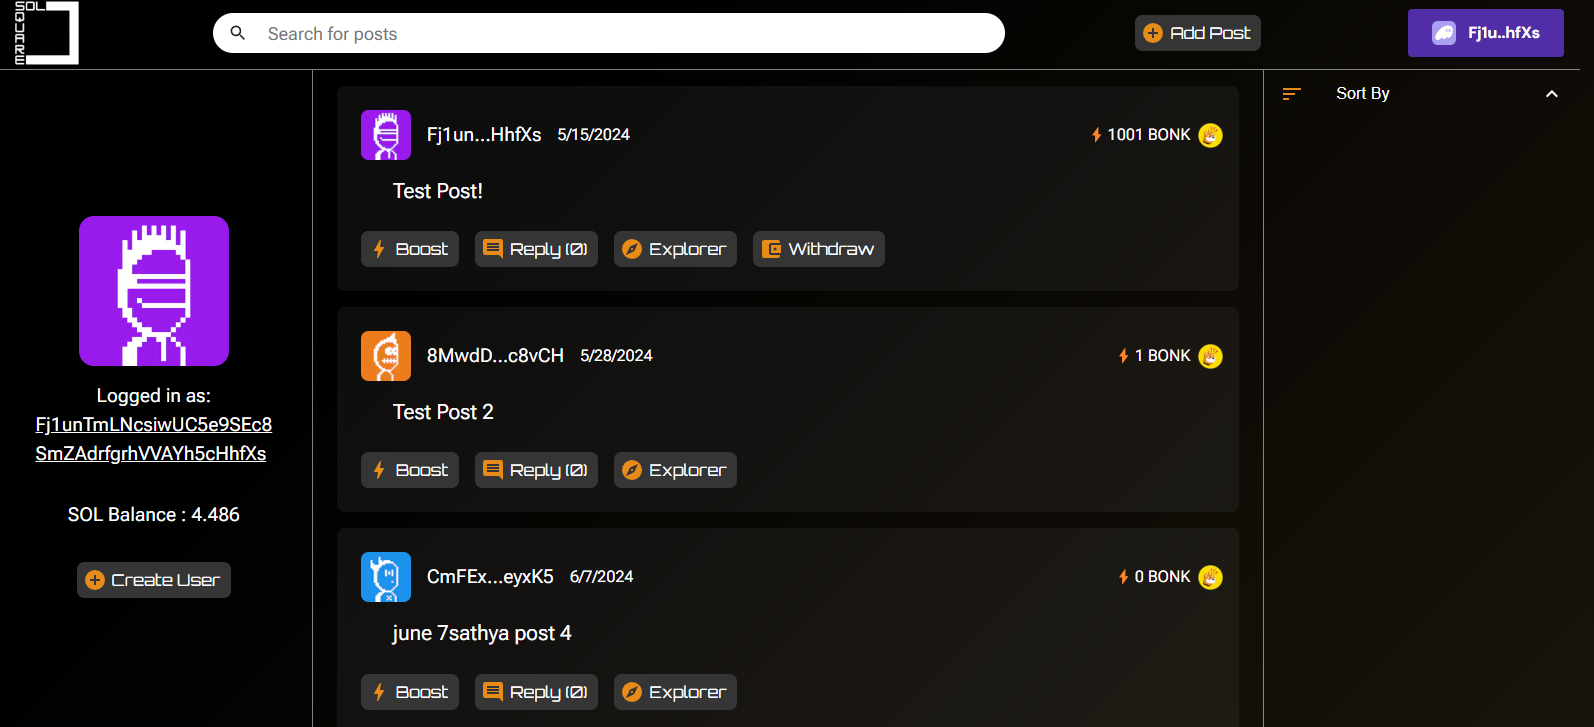 SOL
SQUARE
Search for posts
Add Post
Fj1u..hfXs
Logged in as:
Fj1unTmLNcsiwUC5e9SEc8
SmZAdrfgrhVVAYh5cHhfXs
SOL Balance : 4.486
Create User
Fj1un...HhfXs 5/15/2024
1001 BONK
Test Post!
Boost Reply (0) Explorer Withdraw
8MwdD...c8vCH 5/28/2024
1 BONK
Test Post 2
Boost Reply (0) Explorer
CmFEx...eyxK5 6/7/2024
0 BONK
june 7sathya post 4
Boost Reply (0) Explorer
Sort By